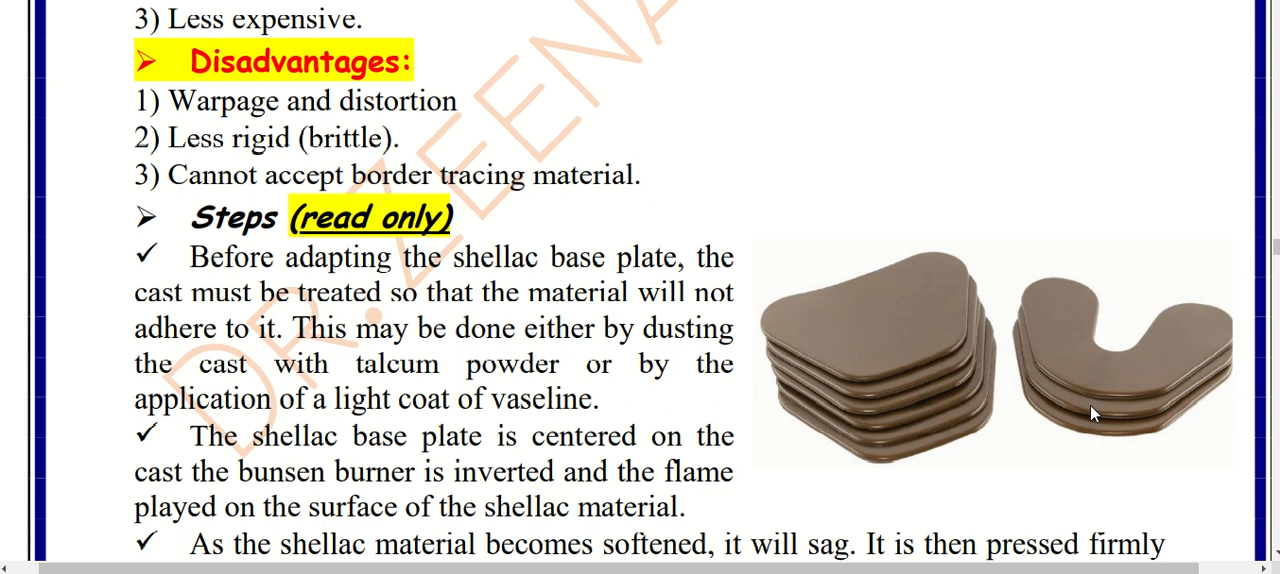 3) Less expensive.
➢ Disadvantages:
1) Warpage and distortion
2) Less rigid (brittle).
3) Cannot accept border tracing material.
➢ Steps (read only)
✓ Before adapting the shellac base plate, the
cast must be treated so that the material will not
adhere to it. This may be done either by dusting
the cast with talcum powder or by the
application of a light coat of vaseline.
✓ The shellac base plate is centered on the
cast the bunsen burner is inverted and the flame
played on the surface of the shellac material.
✓ As the shellac material becomes softened, it will sag. It is then pressed firmly
DR. ZEENA